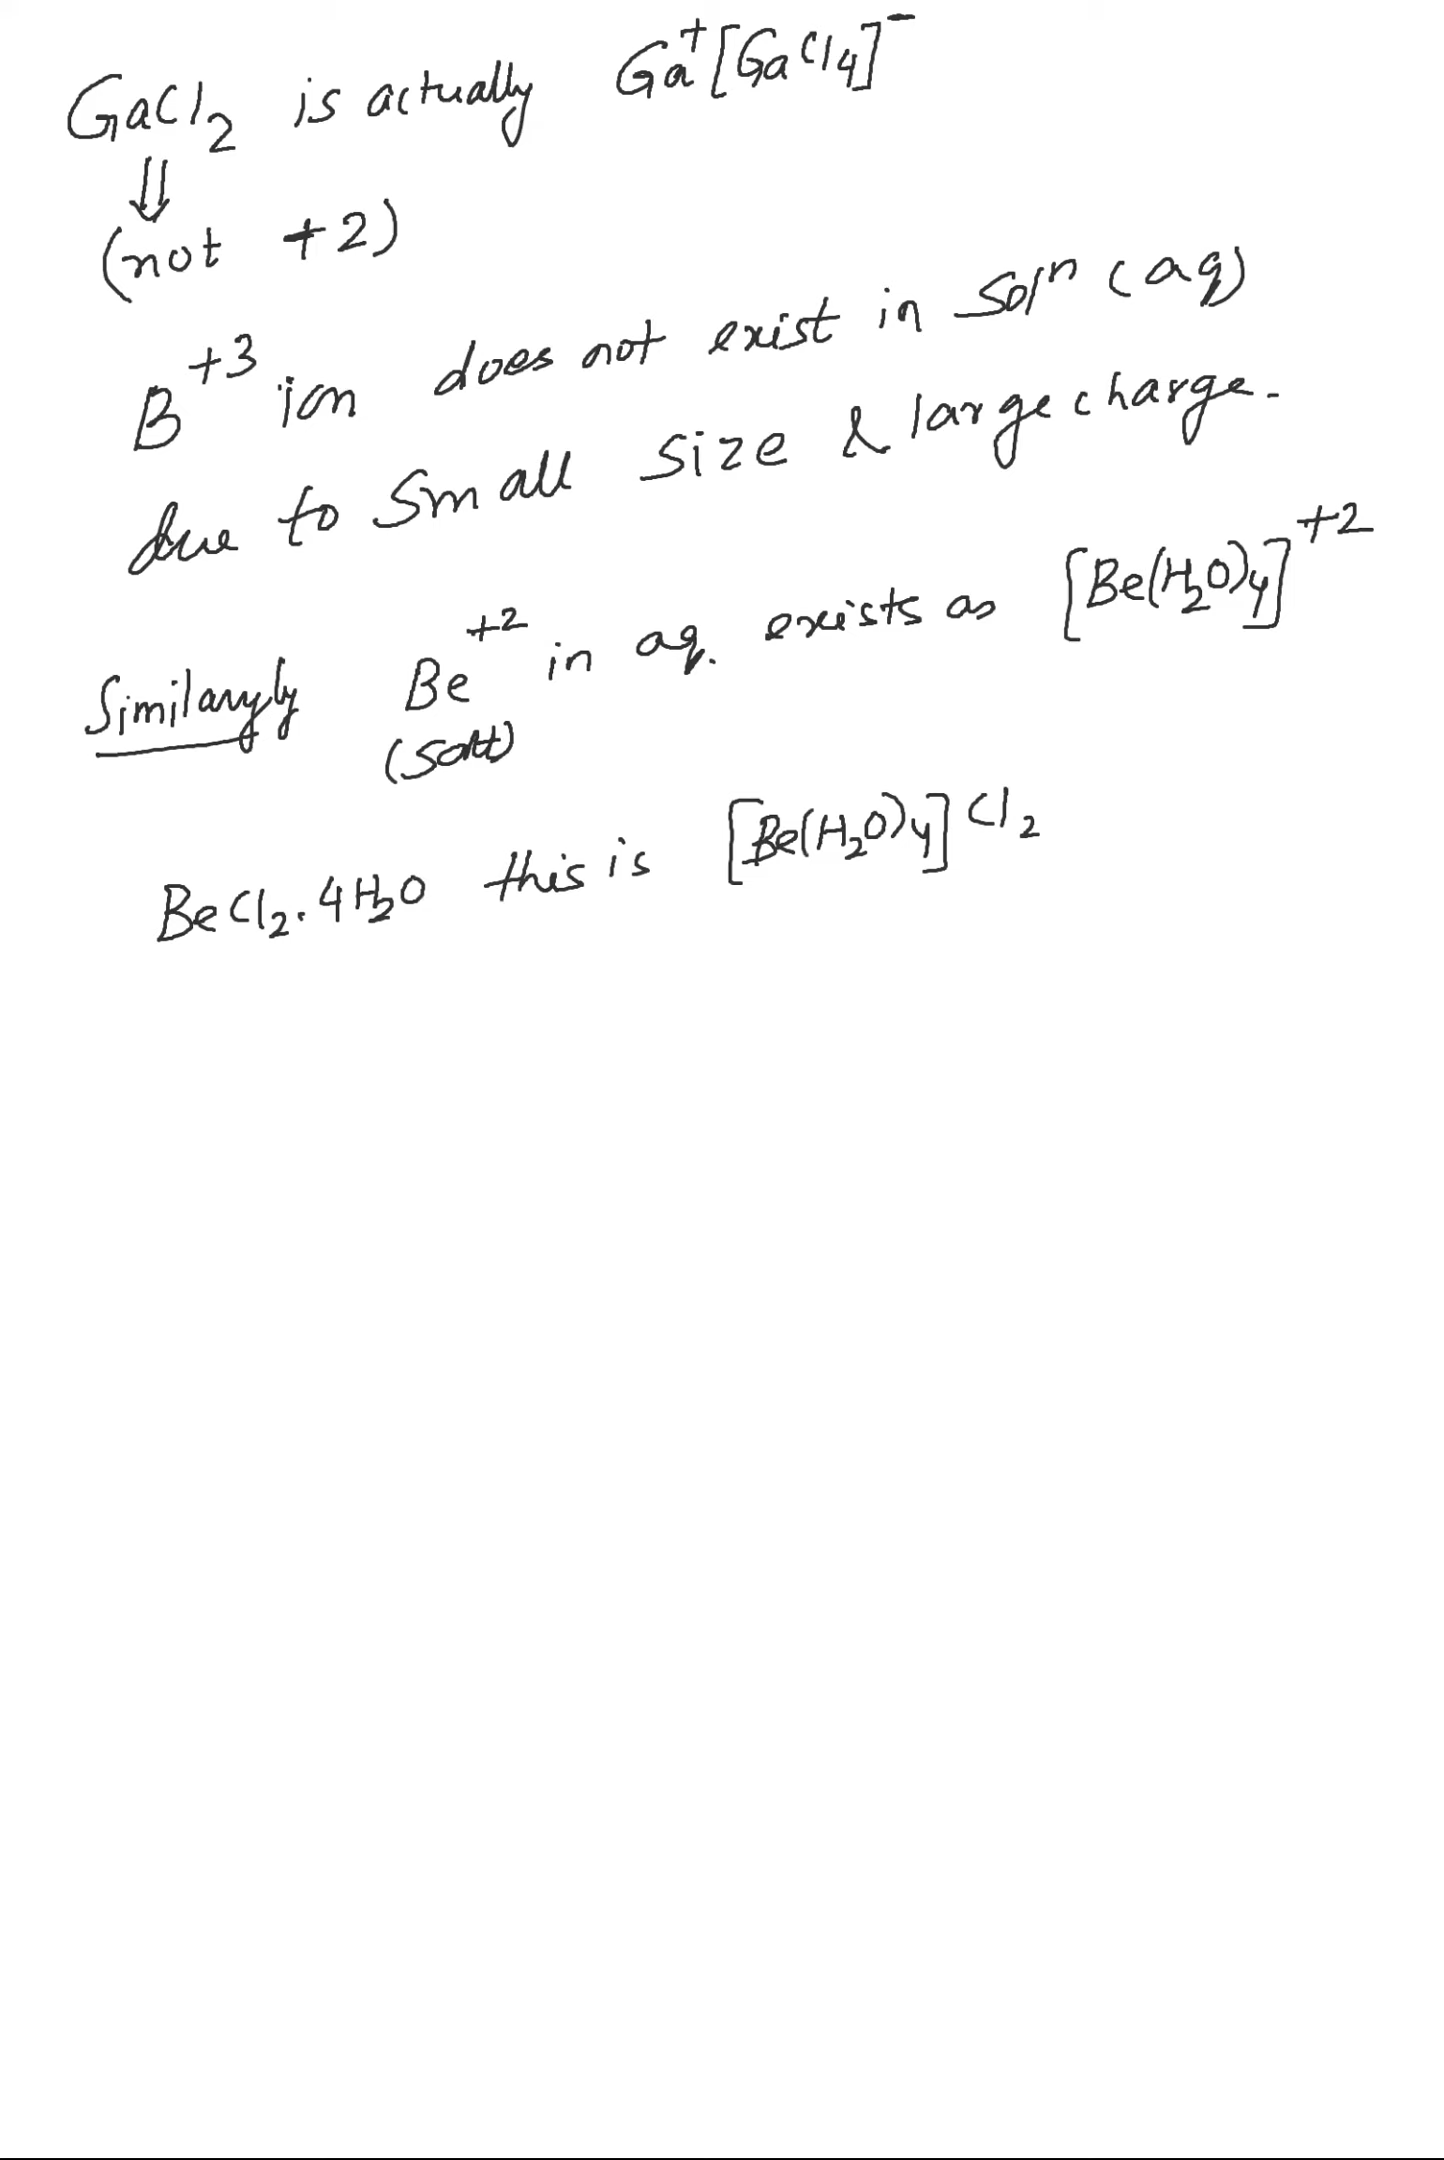 GaCl₂ is actually Ga⁺[GaCl₄]⁻
⇓
(not +2)
B⁺³ ion does not exist in Solⁿ (aq)
due to small size & large charge.
Similaryly Be⁺² in aq. exists as [Be(H₂O)₄]⁺²
(salt)
BeCl₂.4H₂O this is [Be(H₂O)₄]Cl₂